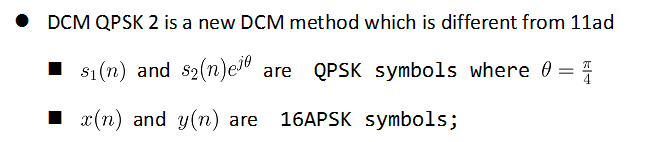 ● DCM QPSK 2 is a new DCM method which is different from 11ad
■ s₁(n) and s₂(n)e^{jθ} are QPSK symbols where θ = π/4
■ x(n) and y(n) are 16APSK symbols;